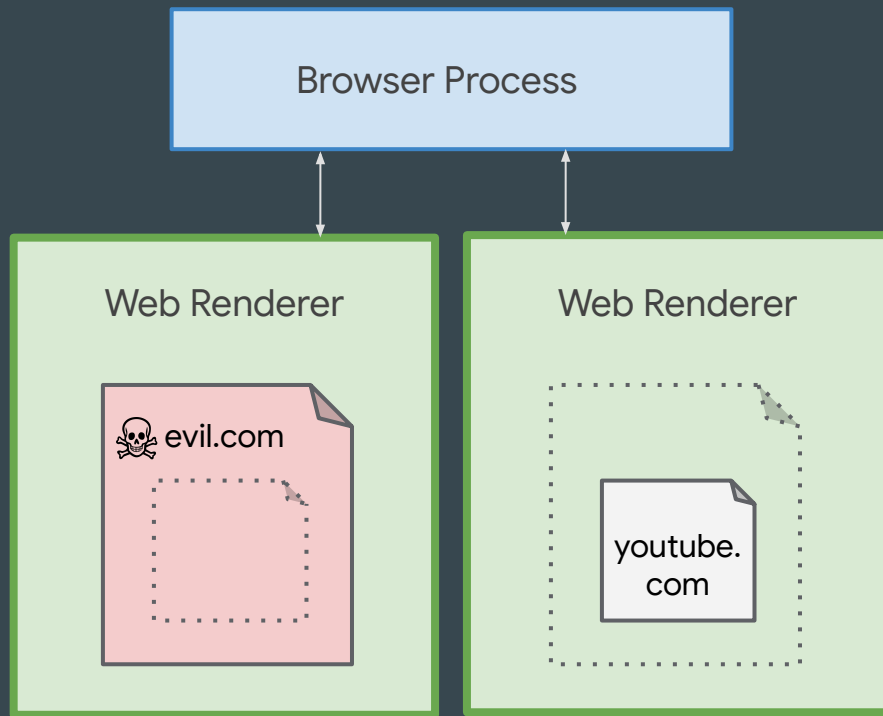 Browser Process
Web Renderer
Web Renderer
evil.com
youtube.
com